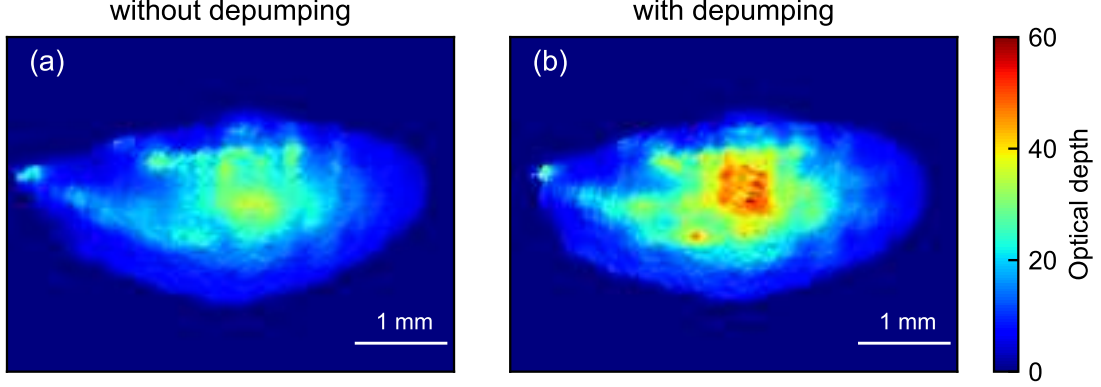 without depumping
with depumping
(a)
(b)
1 mm
1 mm
60
40
20
0
Optical depth